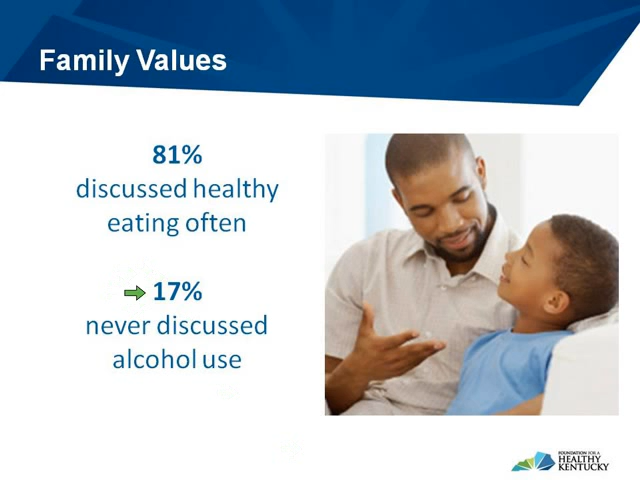 Family Values
81%
discussed healthy
eating often
17%
never discussed
alcohol use
FOUNDATION FOR A
HEALTHY
KENTUCKY